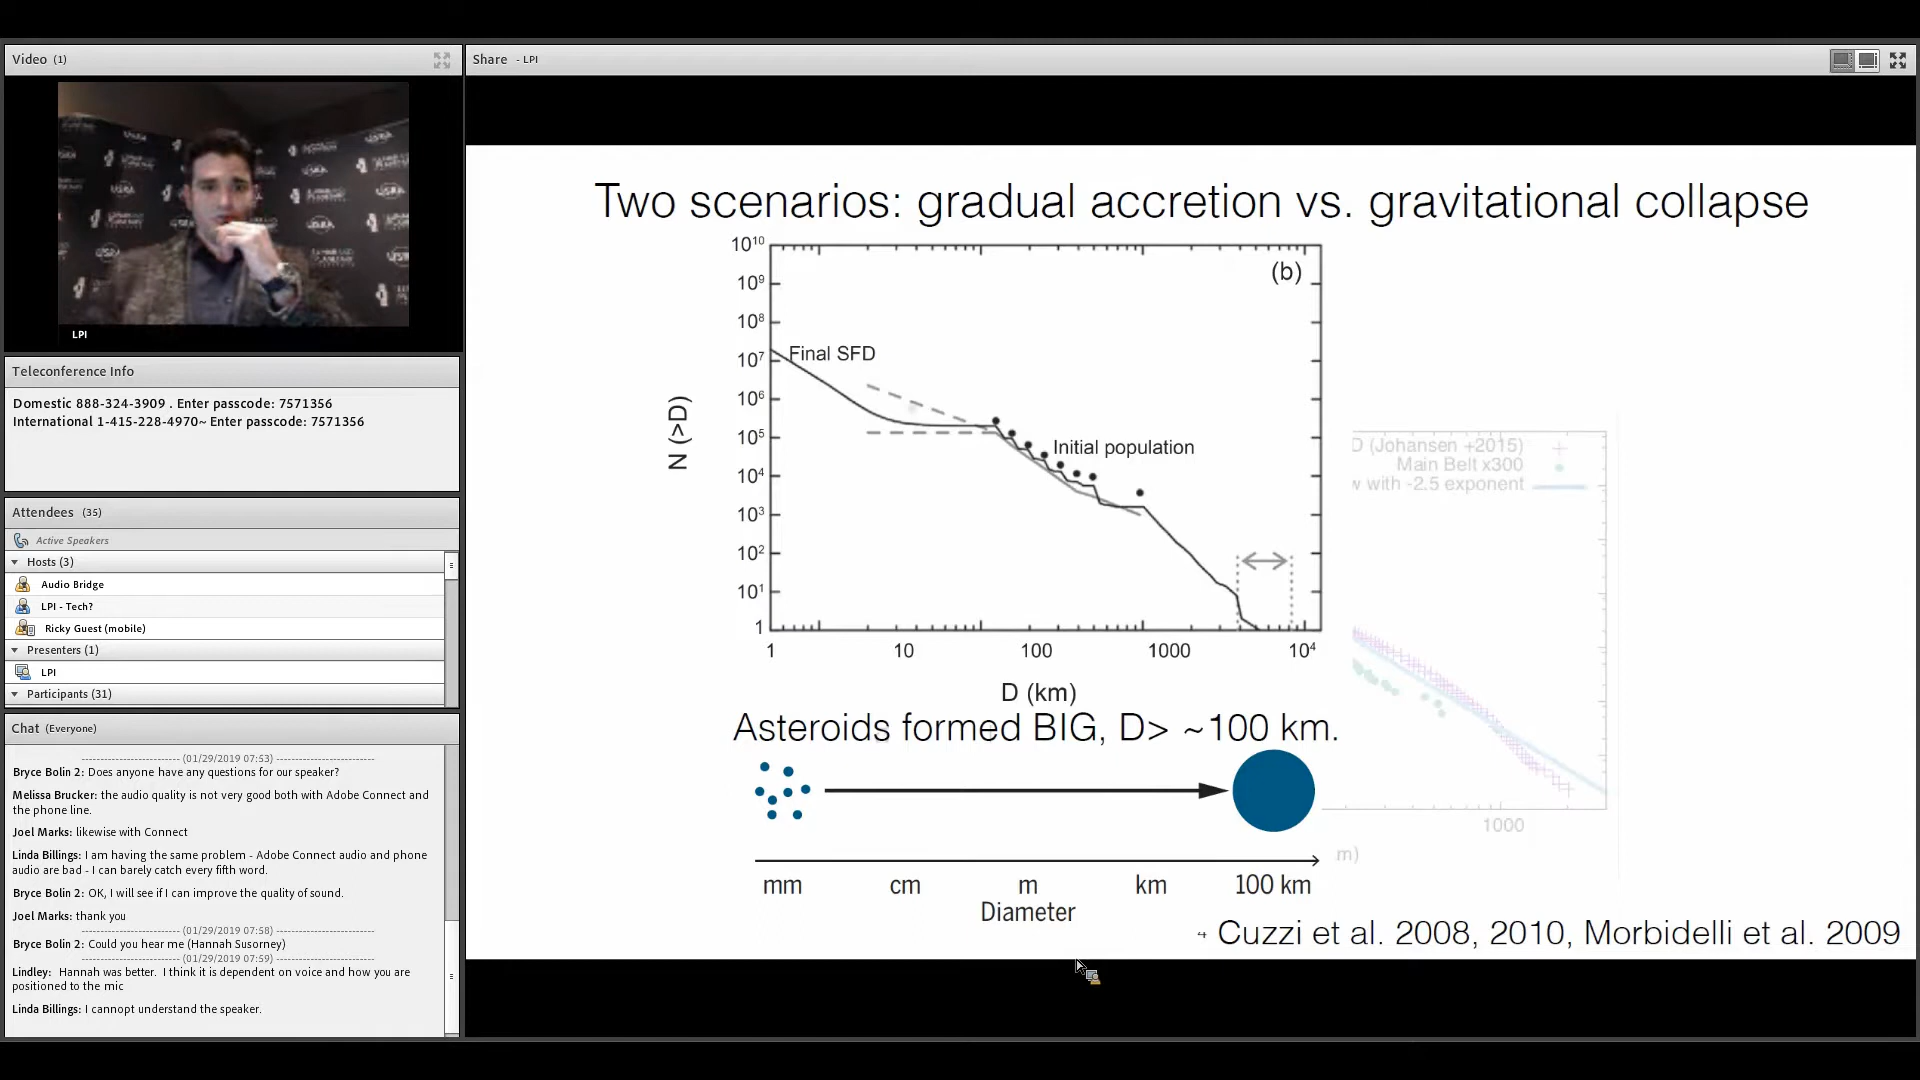 Video (1)
LPI
Teleconference Info
Domestic 888-324-3909 . Enter passcode: 7571356
International 1-415-228-4970~ Enter passcode: 7571356
Attendees (35)
Active Speakers
Hosts (3)
Audio Bridge
LPI - Tech?
Ricky Guest (mobile)
Presenters (1)
LPI
Participants (31)
Chat (Everyone)
------------------------- (01/29/2019 07:53) -------------------------
Bryce Bolin 2: Does anyone have any questions for our speaker?
Melissa Brucker: the audio quality is not very good both with Adobe Connect and
the phone line.
Joel Marks: likewise with Connect
Linda Billings: I am having the same problem - Adobe Connect audio and phone
audio are bad - I can barely catch every fifth word.
Bryce Bolin 2: OK, I will see if I can improve the quality of sound.
Joel Marks: thank you
------------------------- (01/29/2019 07:58) -------------------------
Bryce Bolin 2: Could you hear me (Hannah Susorney)
------------------------- (01/29/2019 07:59) -------------------------
Lindley: Hannah was better. I think it is dependent on voice and how you are
positioned to the mic
Linda Billings: I cannopt understand the speaker.
Share - LPI
Two scenarios: gradual accretion vs. gravitational collapse
(b)
10¹⁰
10⁹
10⁸
10⁷
10⁶
10⁵
10⁴
10³
10²
10¹
1
N (>D)
Final SFD
Initial population
1 10 100 1000 10⁴
D (km)
D (Johansen +2015)
Main Belt x300
w with -2.5 exponent
1000
m)
Asteroids formed BIG, D> ~100 km.
mm cm m km 100 km
Diameter
Cuzzi et al. 2008, 2010, Morbidelli et al. 2009